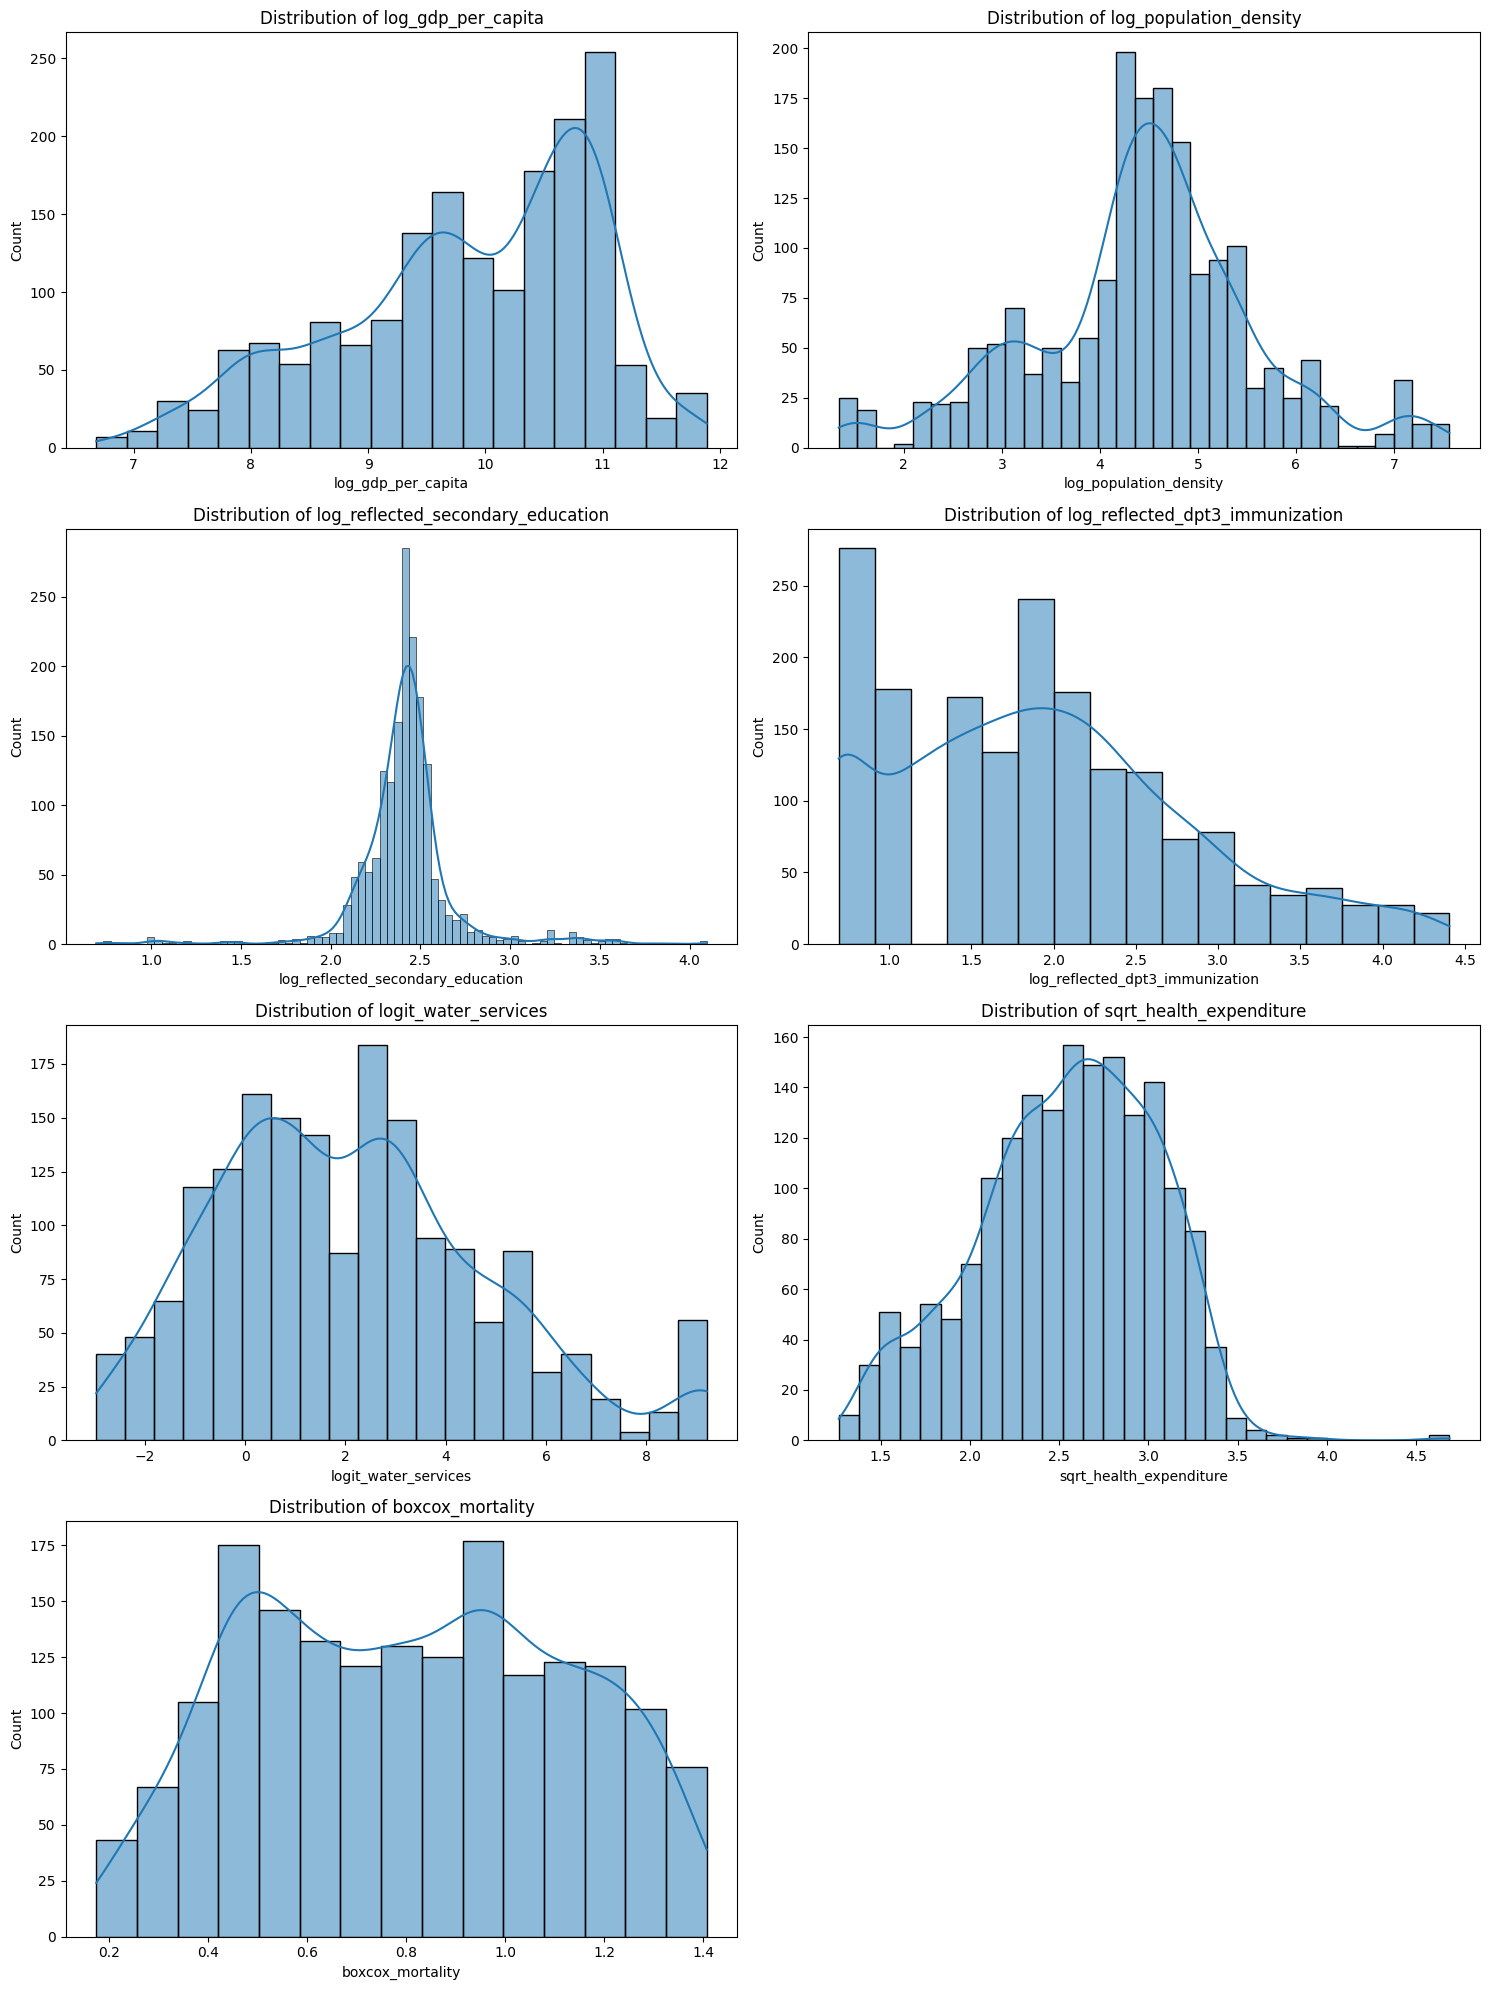 Distribution of log_gdp_per_capita
250
200
150
100
50
0
Count
7 8 9 10 11 12
log_gdp_per_capita
Distribution of log_population_density
200
175
150
125
100
75
50
25
0
Count
2 3 4 5 6 7
log_population_density
Distribution of log_reflected_secondary_education
250
200
150
100
50
0
Count
1.0 1.5 2.0 2.5 3.0 3.5 4.0
log_reflected_secondary_education
Distribution of log_reflected_dpt3_immunization
250
200
150
100
50
0
Count
1.0 1.5 2.0 2.5 3.0 3.5 4.0 4.5
log_reflected_dpt3_immunization
Distribution of logit_water_services
175
150
125
100
75
50
25
0
Count
−2 0 2 4 6 8
logit_water_services
Distribution of sqrt_health_expenditure
160
140
120
100
80
60
40
20
0
Count
1.5 2.0 2.5 3.0 3.5 4.0 4.5
sqrt_health_expenditure
Distribution of boxcox_mortality
175
150
125
100
75
50
25
0
Count
0.2 0.4 0.6 0.8 1.0 1.2 1.4
boxcox_mortality